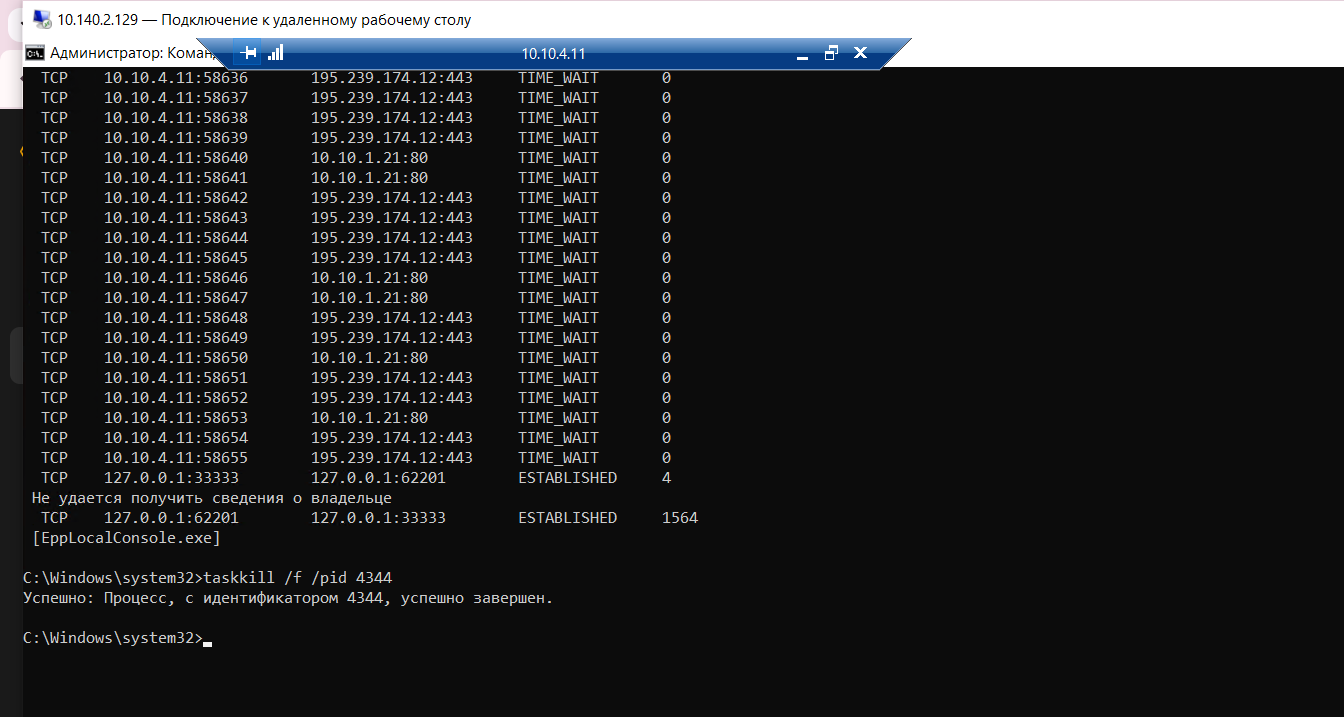 10.140.2.129 — Подключение к удаленному рабочему столу
Администратор: Коман
10.10.4.11
TCP 10.10.4.11:58636 195.239.174.12:443 TIME_WAIT 0
TCP 10.10.4.11:58637 195.239.174.12:443 TIME_WAIT 0
TCP 10.10.4.11:58638 195.239.174.12:443 TIME_WAIT 0
TCP 10.10.4.11:58639 195.239.174.12:443 TIME_WAIT 0
TCP 10.10.4.11:58640 10.10.1.21:80 TIME_WAIT 0
TCP 10.10.4.11:58641 10.10.1.21:80 TIME_WAIT 0
TCP 10.10.4.11:58642 195.239.174.12:443 TIME_WAIT 0
TCP 10.10.4.11:58643 195.239.174.12:443 TIME_WAIT 0
TCP 10.10.4.11:58644 195.239.174.12:443 TIME_WAIT 0
TCP 10.10.4.11:58645 195.239.174.12:443 TIME_WAIT 0
TCP 10.10.4.11:58646 10.10.1.21:80 TIME_WAIT 0
TCP 10.10.4.11:58647 10.10.1.21:80 TIME_WAIT 0
TCP 10.10.4.11:58648 195.239.174.12:443 TIME_WAIT 0
TCP 10.10.4.11:58649 195.239.174.12:443 TIME_WAIT 0
TCP 10.10.4.11:58650 10.10.1.21:80 TIME_WAIT 0
TCP 10.10.4.11:58651 195.239.174.12:443 TIME_WAIT 0
TCP 10.10.4.11:58652 195.239.174.12:443 TIME_WAIT 0
TCP 10.10.4.11:58653 10.10.1.21:80 TIME_WAIT 0
TCP 10.10.4.11:58654 195.239.174.12:443 TIME_WAIT 0
TCP 10.10.4.11:58655 195.239.174.12:443 TIME_WAIT 0
TCP 127.0.0.1:33333 127.0.0.1:62201 ESTABLISHED 4
Не удается получить сведения о владельце
TCP 127.0.0.1:62201 127.0.0.1:33333 ESTABLISHED 1564
[EppLocalConsole.exe]
C:\Windows\system32>taskkill /f /pid 4344
Успешно: Процесс, с идентификатором 4344, успешно завершен.
C:\Windows\system32>